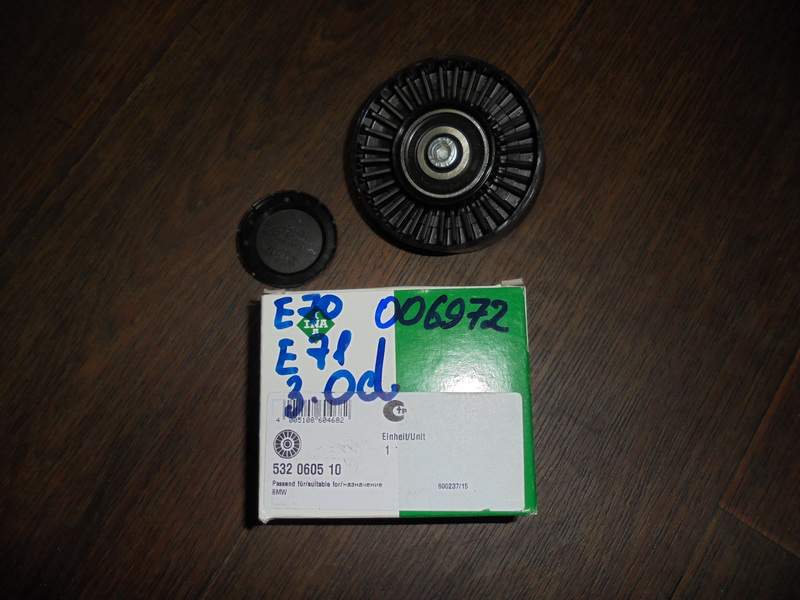 E70 006972
INA
E71
3.0d
4 005108 604682
Einheit/Unit
1
532 0605 10
Passend für/suitable for/назначение
BMW
600237/15